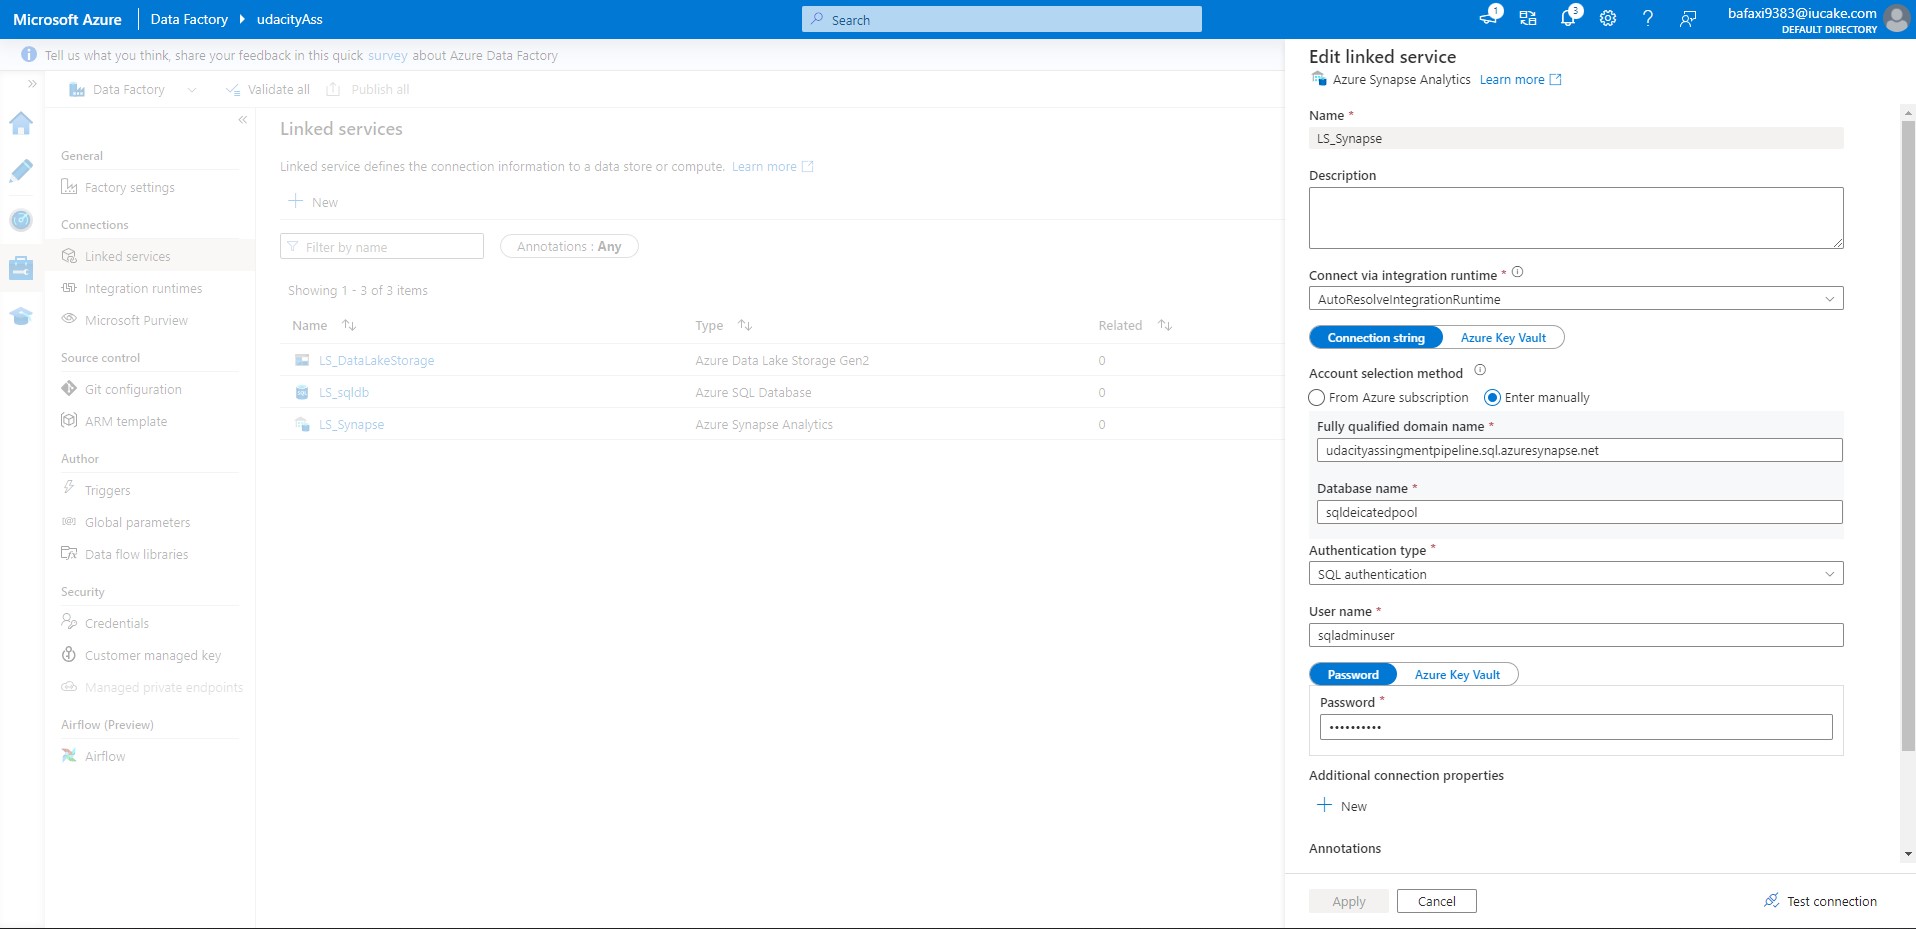 Microsoft Azure
Data Factory
udacityAss
Search
1
3
bafaxi9383@iucake.com
DEFAULT DIRECTORY
Tell us what you think, share your feedback in this quick survey about Azure Data Factory
Data Factory
Validate all
Publish all
General
Factory settings
Connections
Linked services
Integration runtimes
Microsoft Purview
Source control
Git configuration
ARM template
Author
Triggers
Global parameters
Data flow libraries
Security
Credentials
Customer managed key
Managed private endpoints
Airflow (Preview)
Airflow
Linked services
Linked service defines the connection information to a data store or compute. Learn more
New
Filter by name
Annotations : Any
Showing 1 - 3 of 3 items
Name Type Related
LS_DataLakeStorage Azure Data Lake Storage Gen2 0
LS_sqldb Azure SQL Database 0
LS_Synapse Azure Synapse Analytics 0
Edit linked service
Azure Synapse Analytics Learn more
Name *
LS_Synapse
Description
Connect via integration runtime *
AutoResolveIntegrationRuntime
Connection string Azure Key Vault
Account selection method
From Azure subscription Enter manually
Fully qualified domain name *
udacityassingmentpipeline.sql.azuresynapse.net
Database name *
sqldeicatedpool
Authentication type *
SQL authentication
User name *
sqladminuser
Password Azure Key Vault
Password *
••••••••••
Additional connection properties
New
Annotations
Apply Cancel Test connection